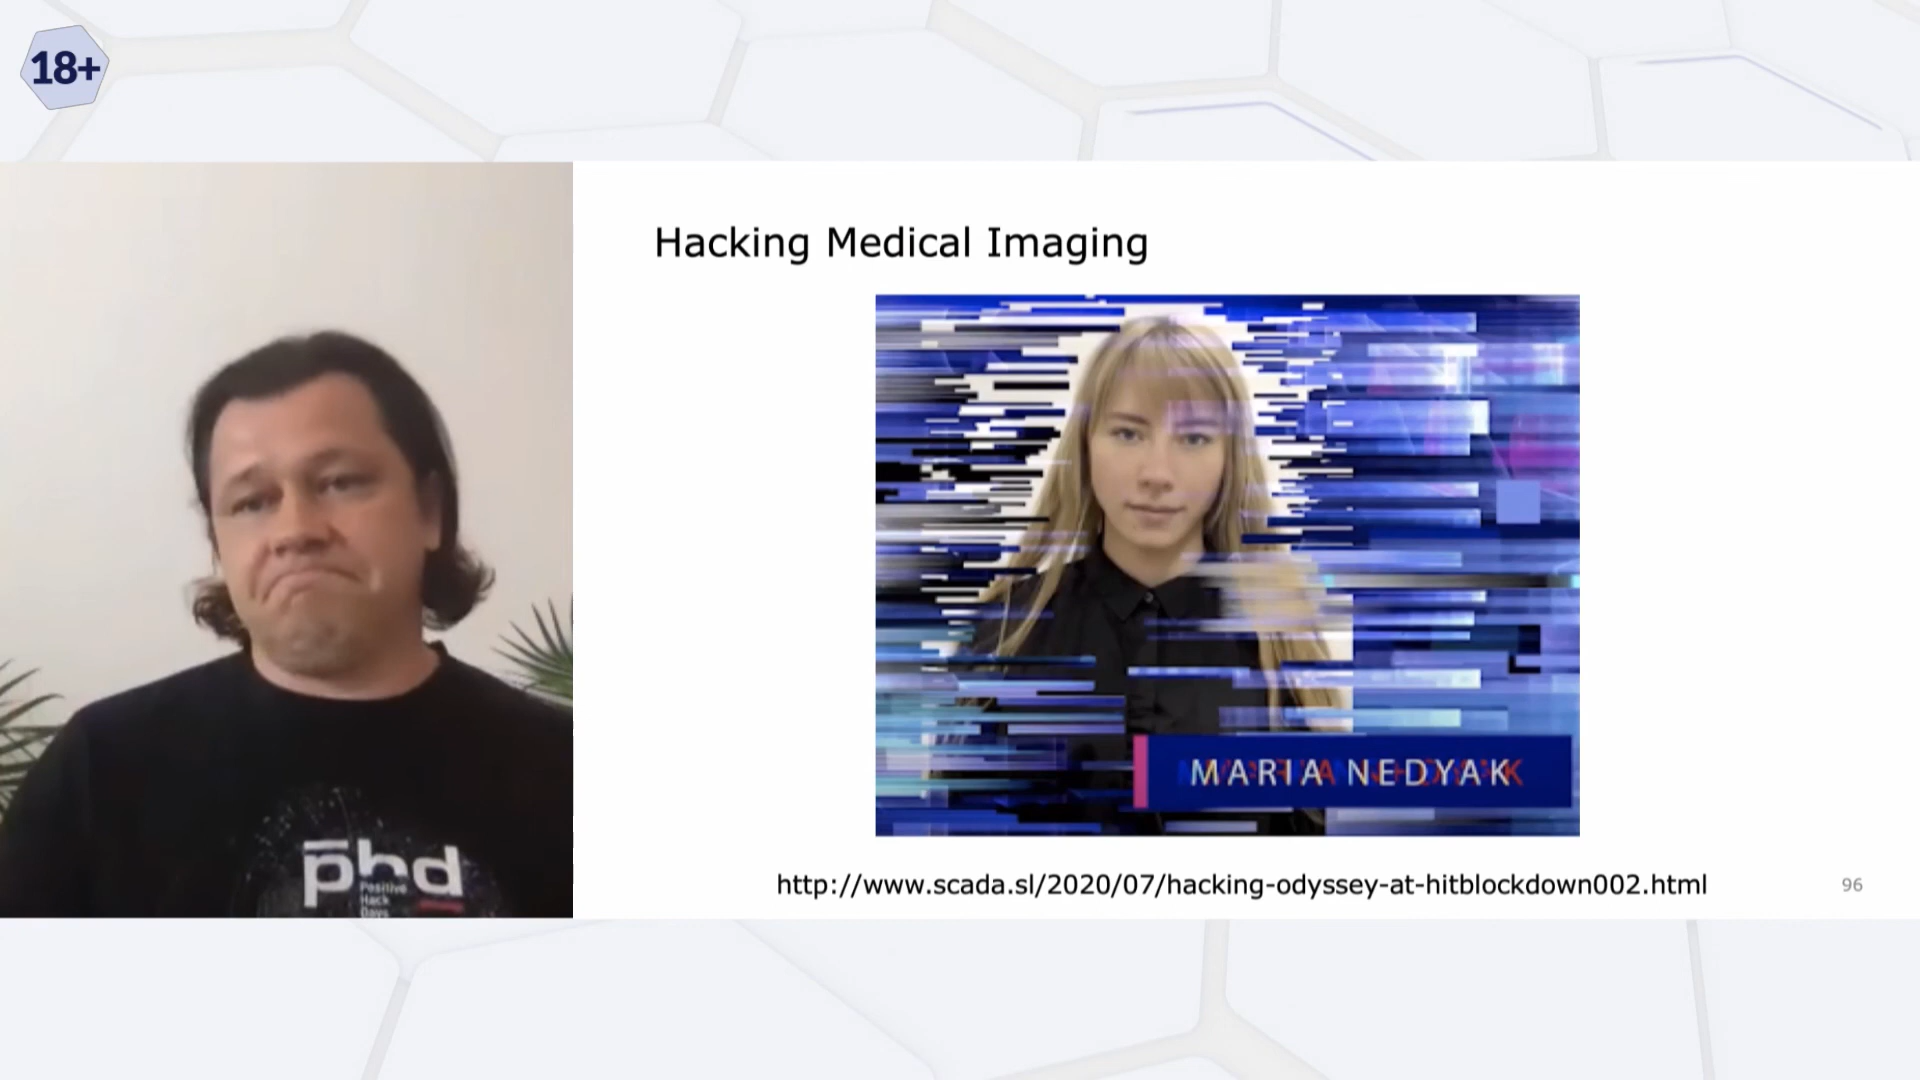 18+
Hacking Medical Imaging
MARIA NEDYAK
phd
Positive
Hack
Days
http://www.scada.sl/2020/07/hacking-odyssey-at-hitblockdown002.html
96